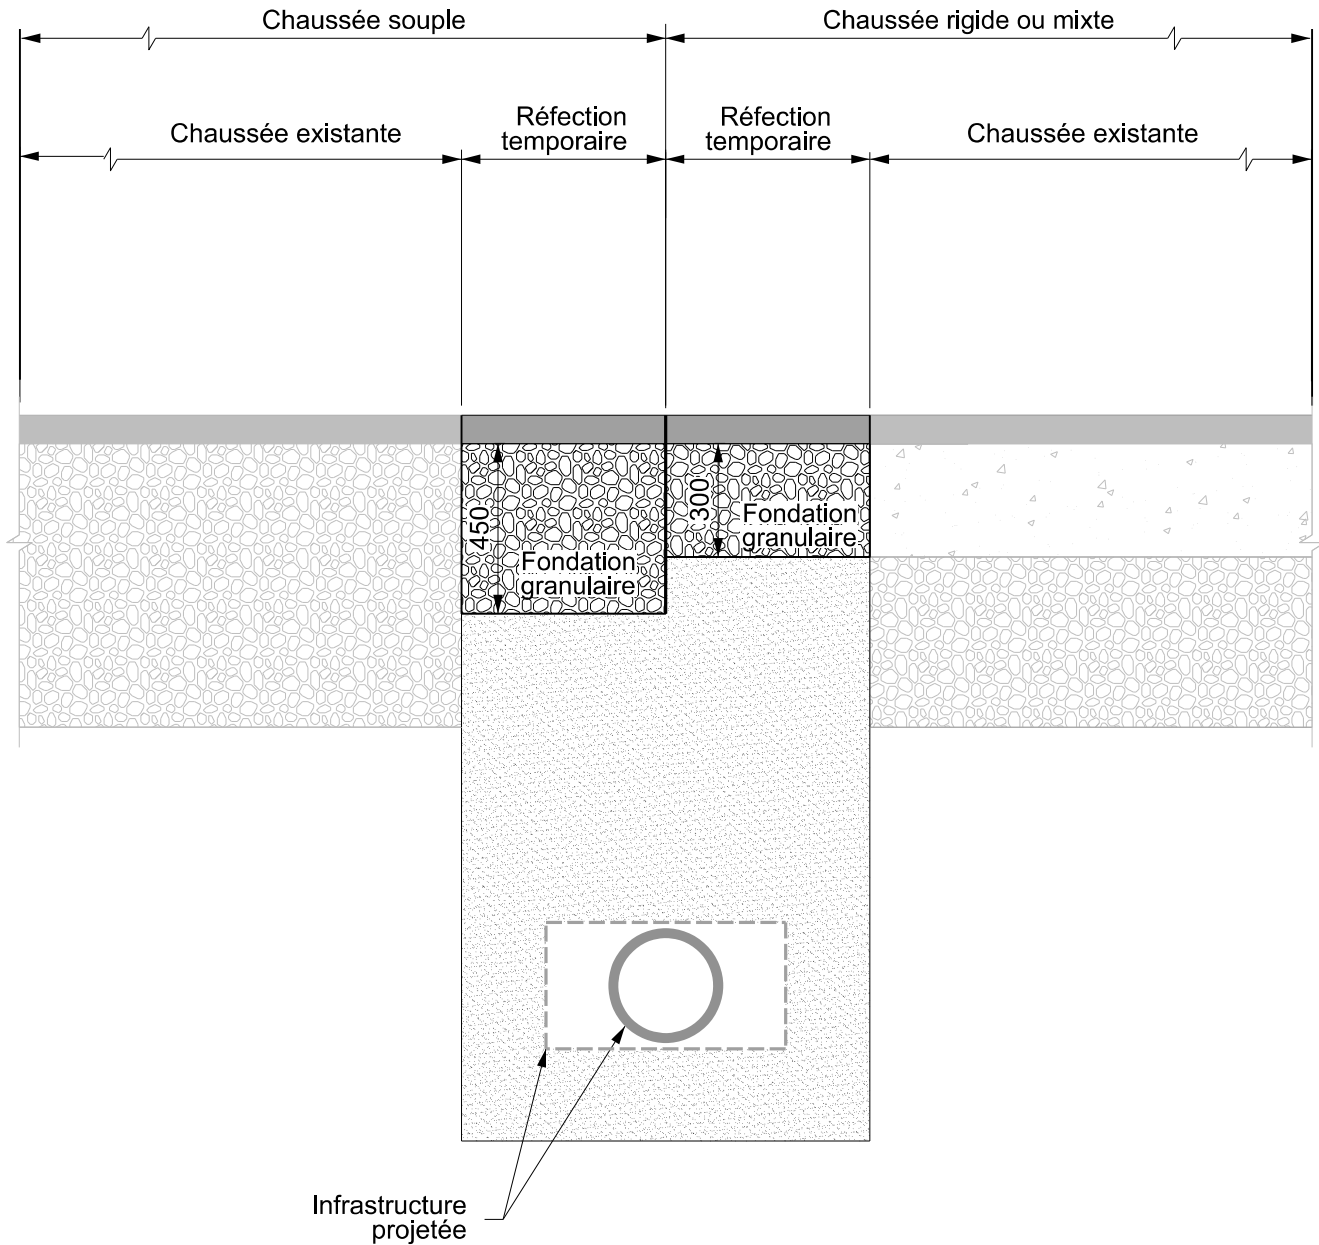 Chaussée souple
Chaussée rigide ou mixte
Chaussée existante
Réfection
temporaire
Réfection
temporaire
Chaussée existante
450
Fondation
granulaire
300
Fondation
granulaire
Infrastructure
projetée